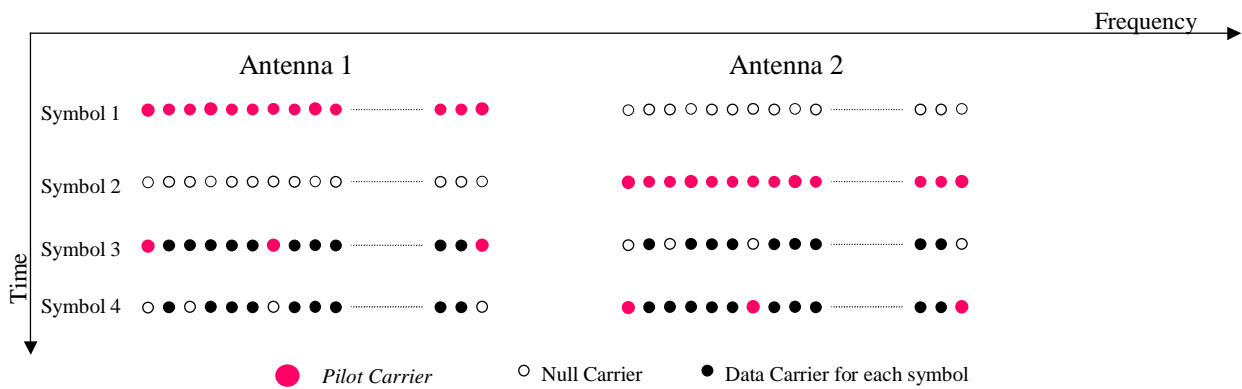 Frequency
Antenna 1 Antenna 2
Symbol 1
Symbol 2
Symbol 3
Symbol 4
Time
Pilot Carrier Null Carrier Data Carrier for each symbol